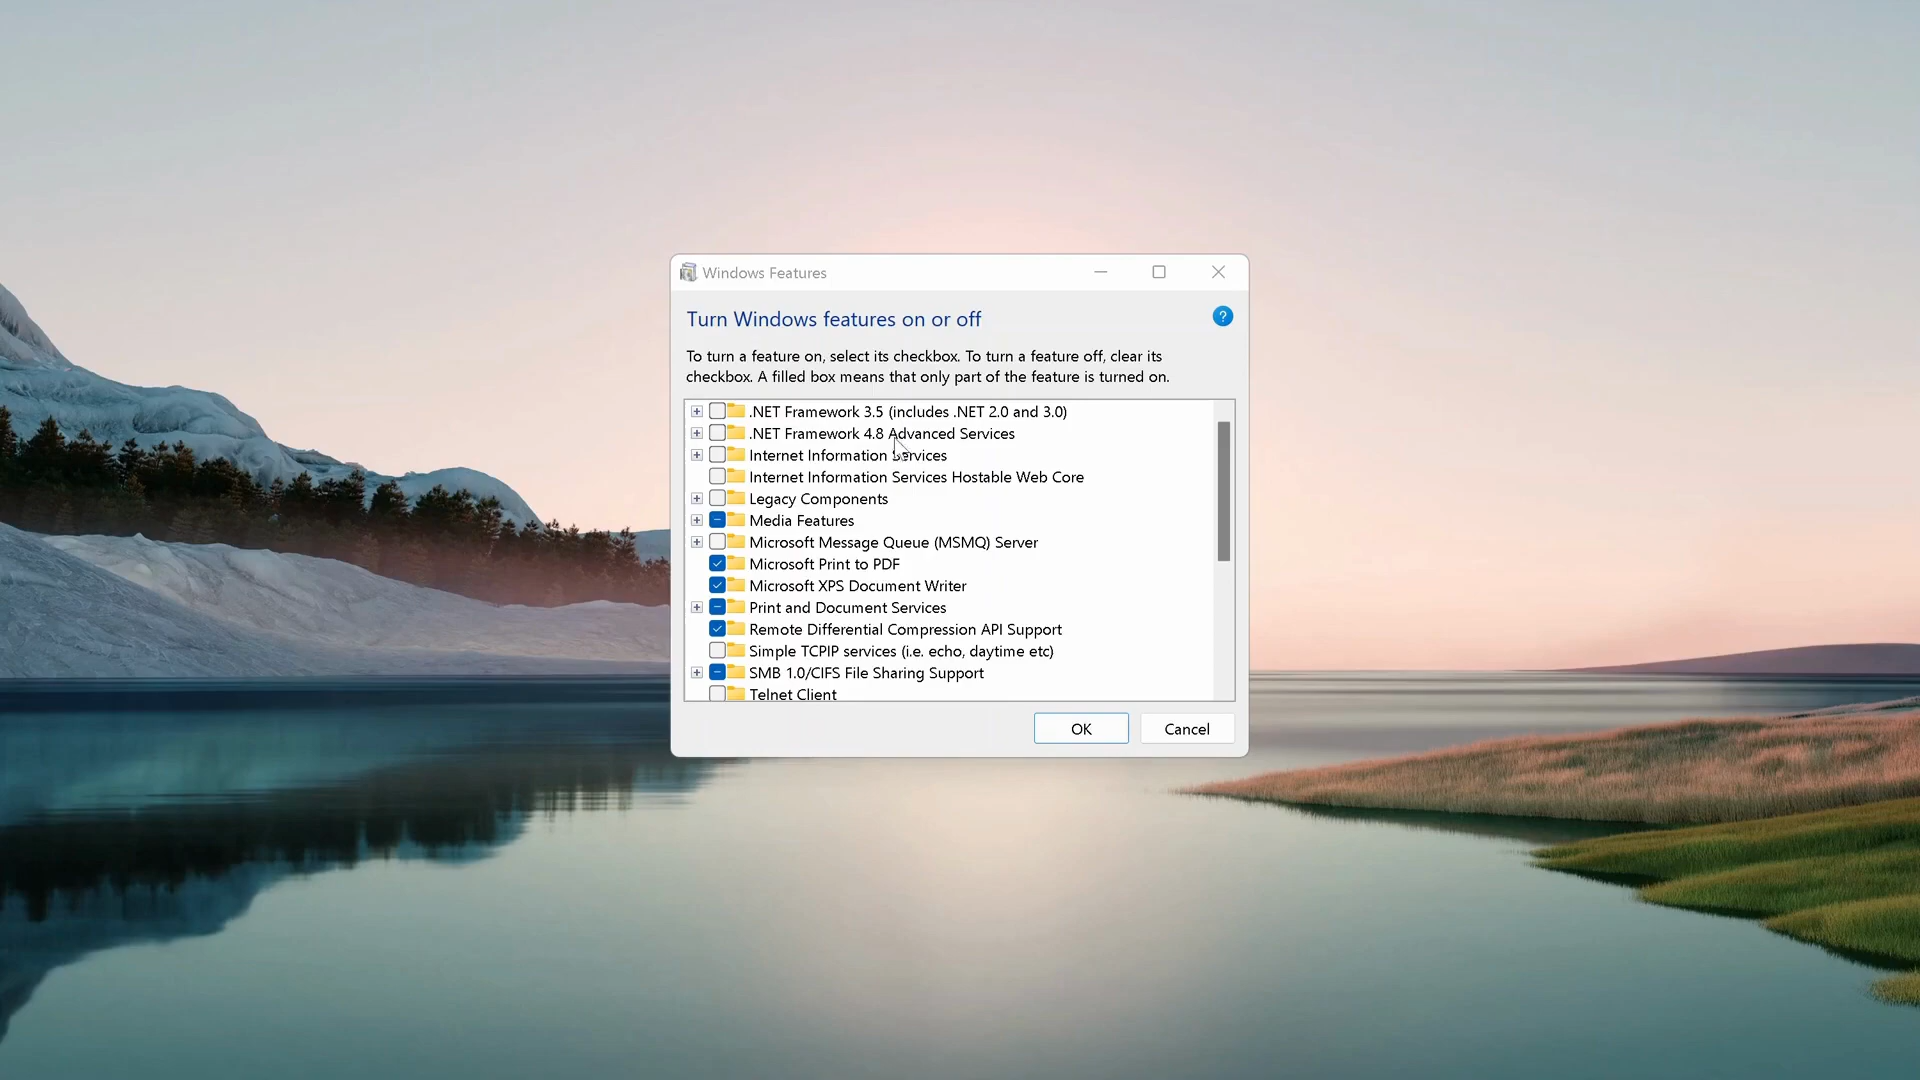 Windows Features
Turn Windows features on or off
?
To turn a feature on, select its checkbox. To turn a feature off, clear its
checkbox. A filled box means that only part of the feature is turned on.
.NET Framework 3.5 (includes .NET 2.0 and 3.0)
.NET Framework 4.8 Advanced Services
Internet Information Services
Internet Information Services Hostable Web Core
Legacy Components
Media Features
Microsoft Message Queue (MSMQ) Server
Microsoft Print to PDF
Microsoft XPS Document Writer
Print and Document Services
Remote Differential Compression API Support
Simple TCPIP services (i.e. echo, daytime etc)
SMB 1.0/CIFS File Sharing Support
Telnet Client
OK Cancel